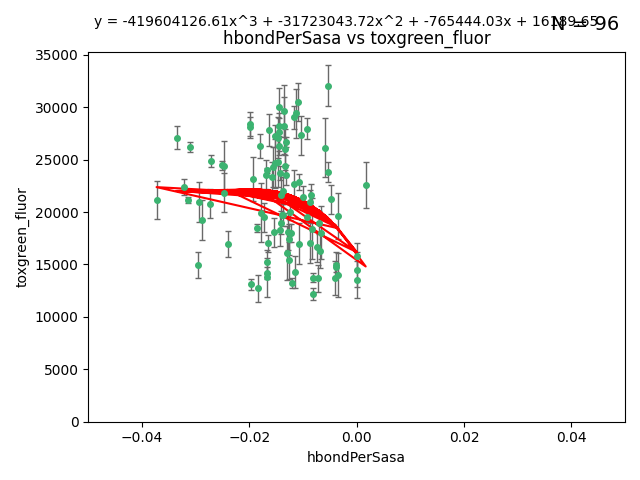 y = -419604126.61x^3 + -31723043.72x^2 + -765444.03x + 16189.65
N = 96
hbondPerSasa vs toxgreen_fluor
35000
30000
25000
20000
15000
10000
5000
0
toxgreen_fluor
−0.04
−0.02
0.00
0.02
0.04
hbondPerSasa